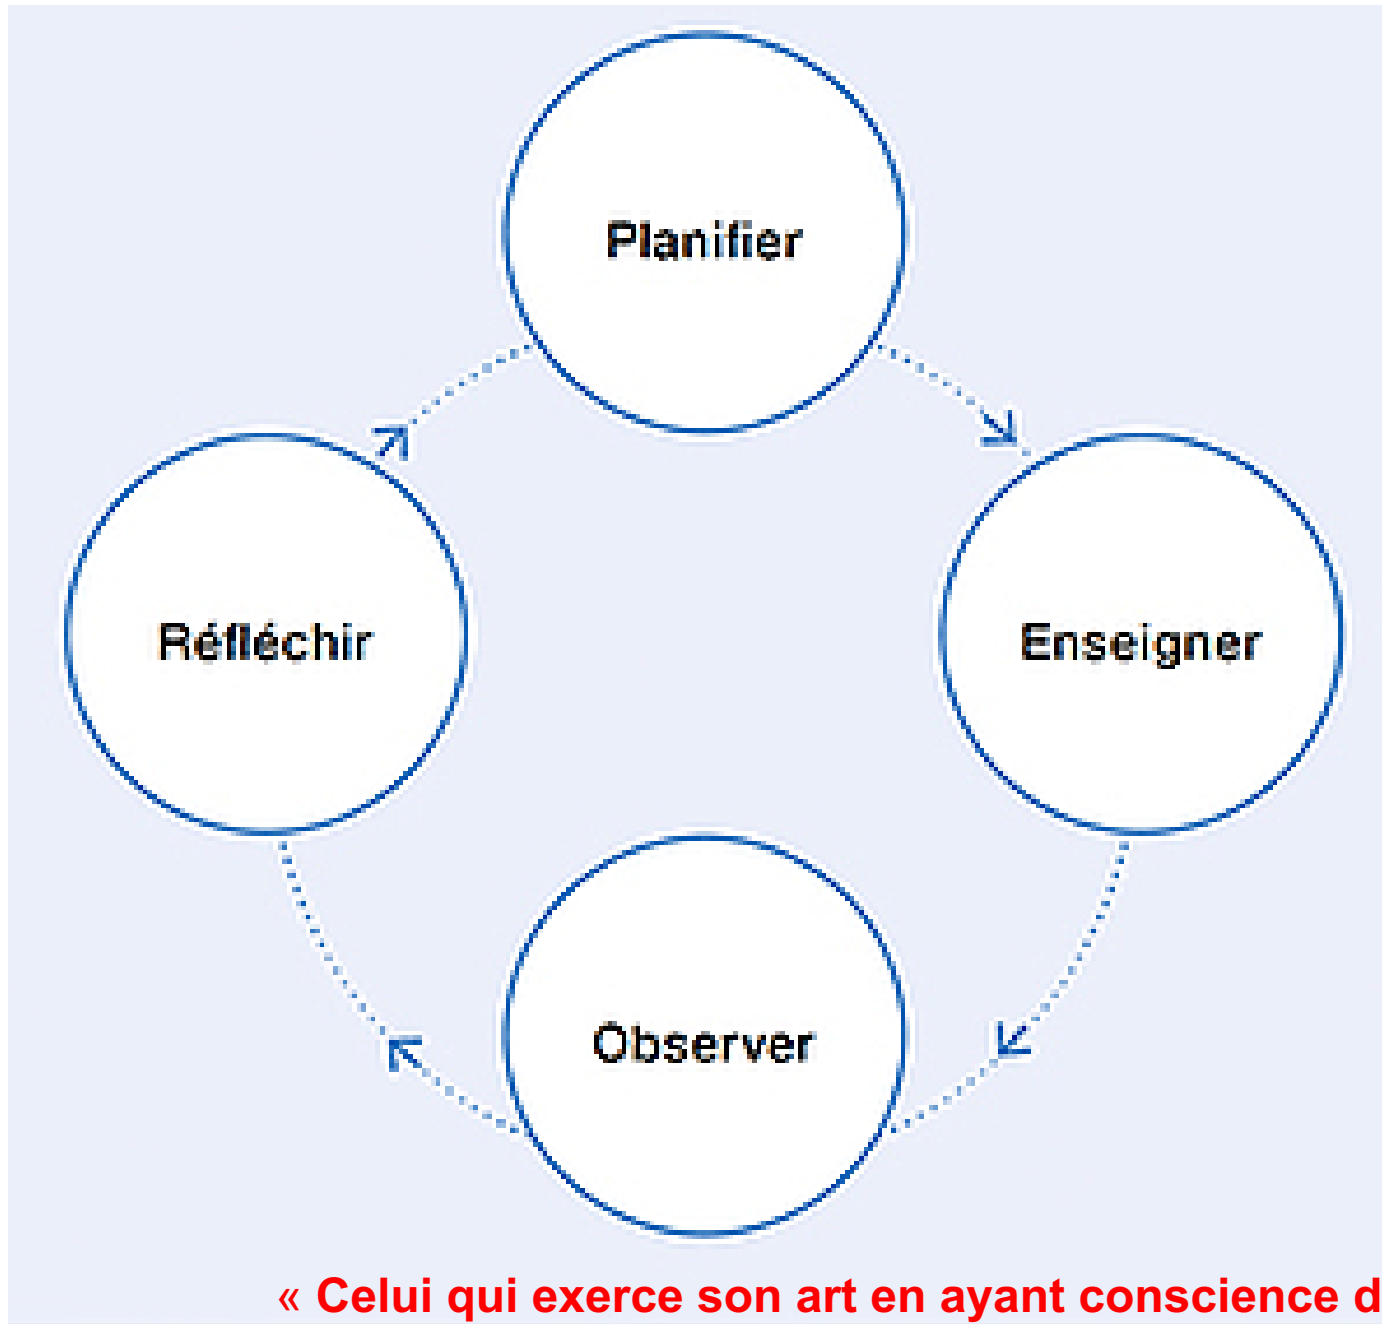 Planifier
Réfléchir
Enseigner
Observer
« Celui qui exerce son art en ayant conscience d